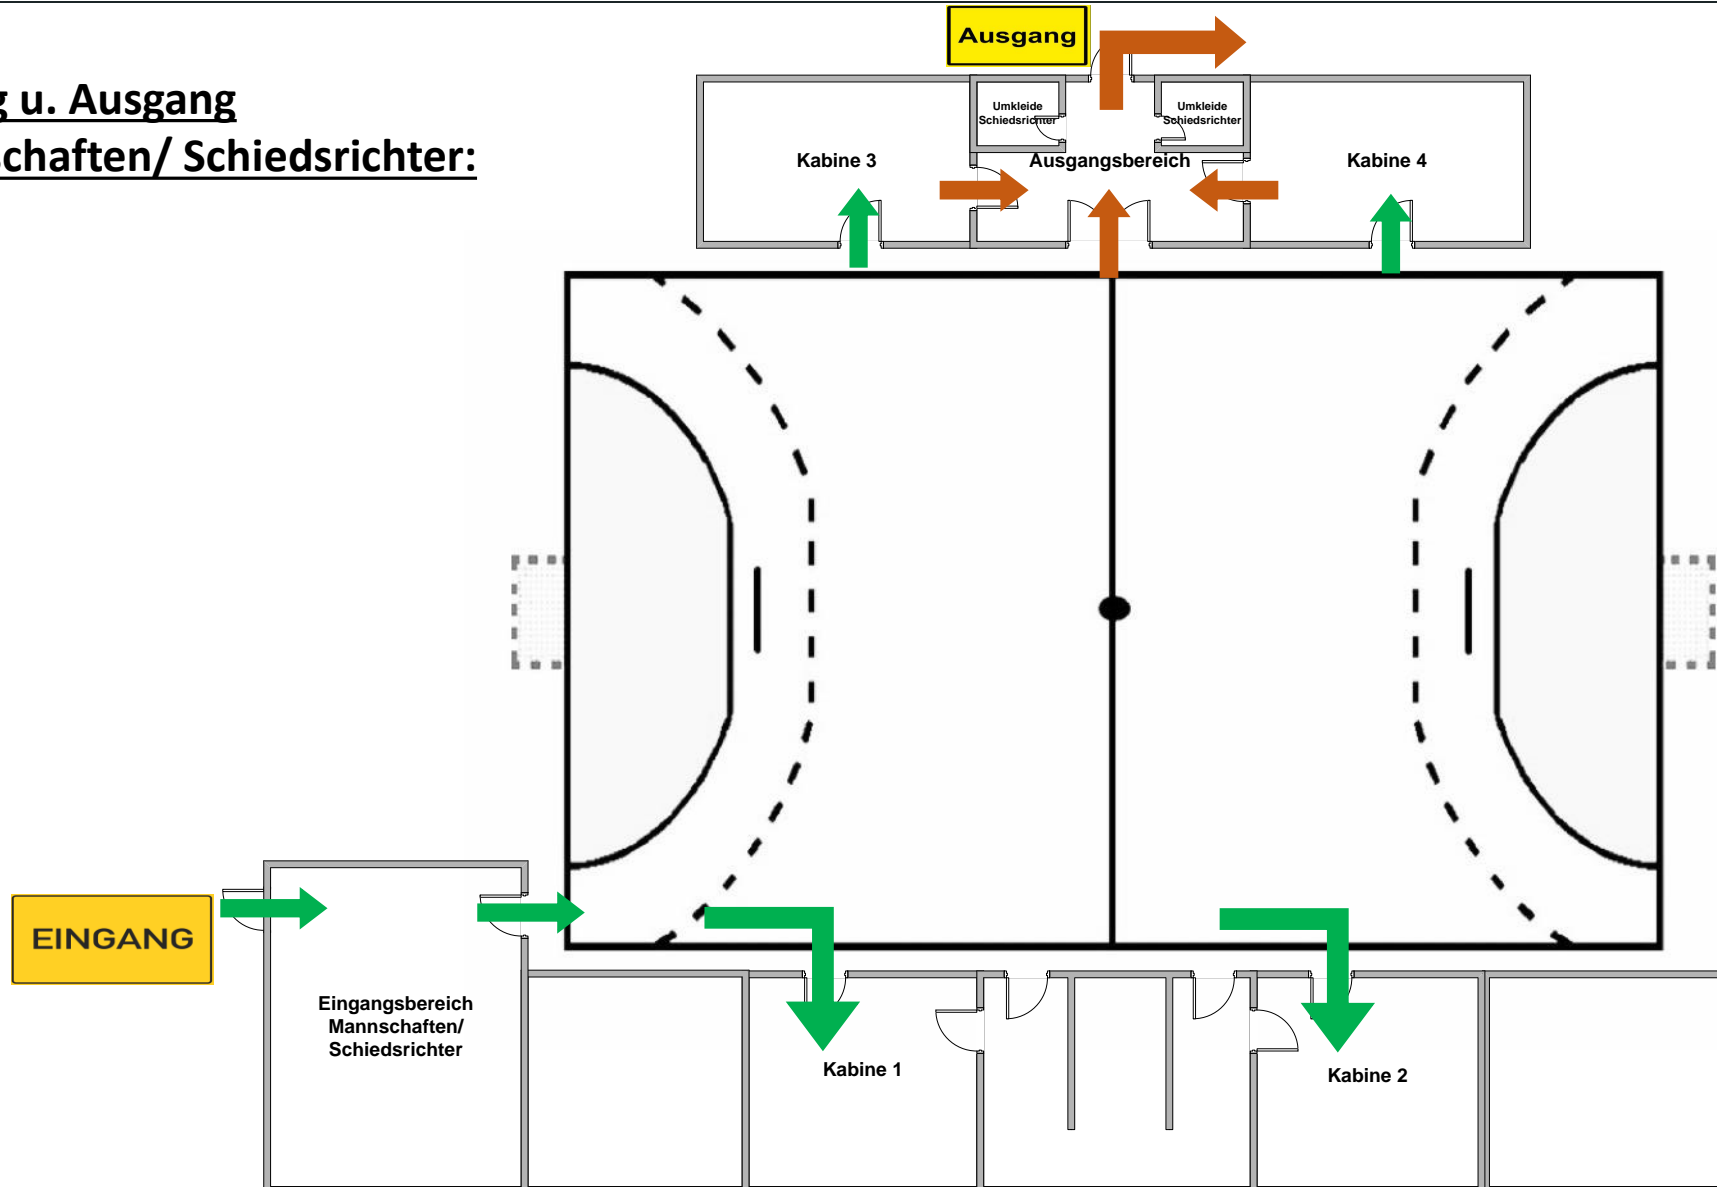 g u. Ausgang
schaften/ Schiedsrichter:
Ausgang
Umkleide
Schiedsrichter
Umkleide
Schiedsrichter
Kabine 3
Ausgangsbereich
Kabine 4
EINGANG
Eingangsbereich
Mannschaften/
Schiedsrichter
Kabine 1
Kabine 2